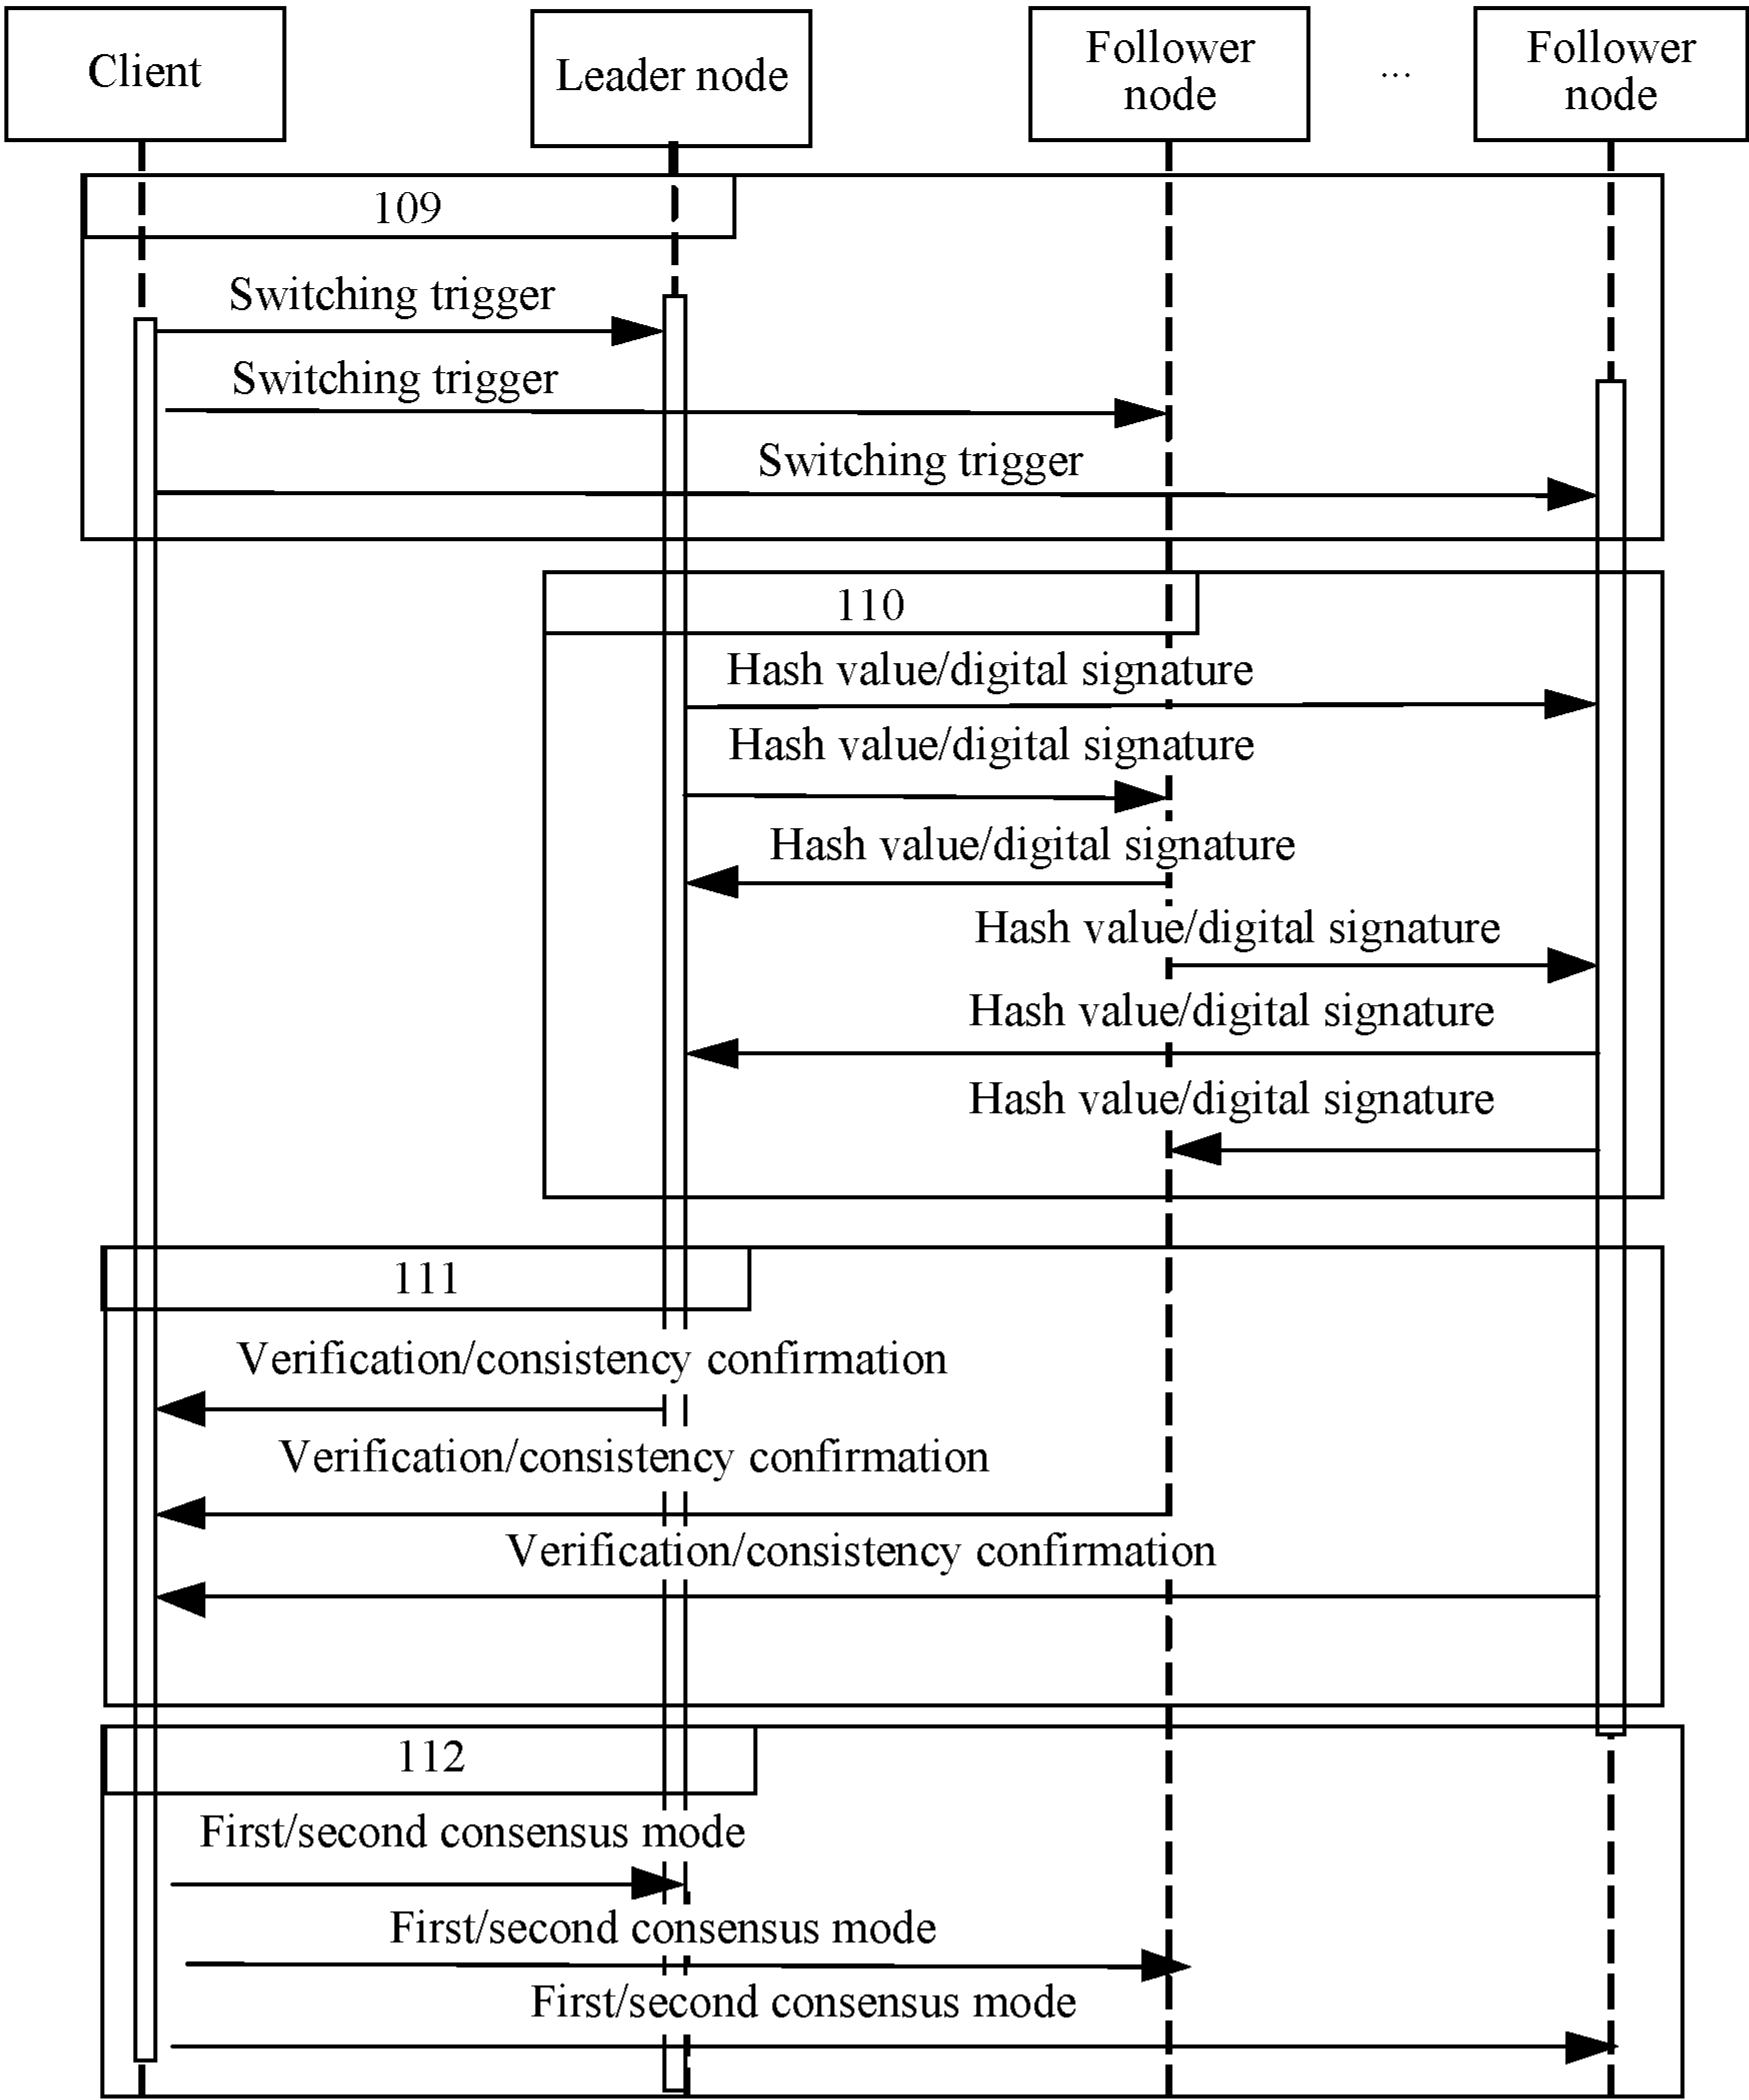 Client
Leader node
Follower
node
...
Follower
node
109
Switching trigger
Switching trigger
Switching trigger
110
Hash value/digital signature
Hash value/digital signature
Hash value/digital signature
Hash value/digital signature
Hash value/digital signature
Hash value/digital signature
111
Verification/consistency confirmation
Verification/consistency confirmation
Verification/consistency confirmation
112
First/second consensus mode
First/second consensus mode
First/second consensus mode